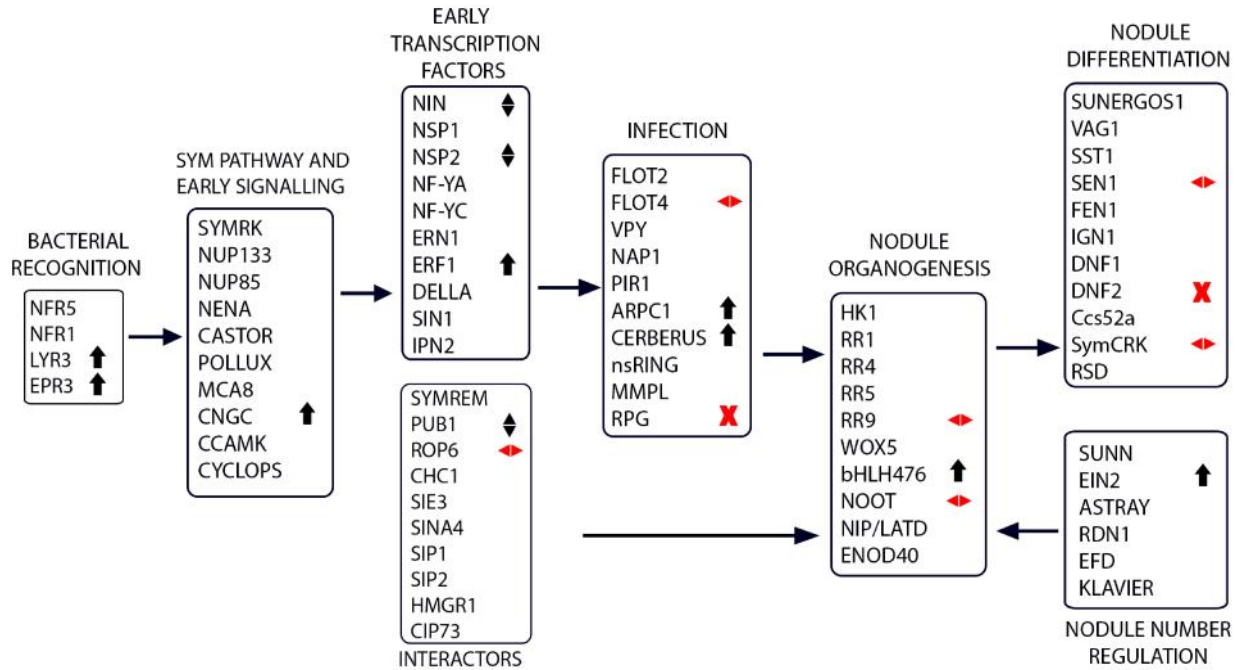 BACTERIAL
RECOGNITION
NFR5
NFR1
LYR3
EPR3
SYM PATHWAY AND
EARLY SIGNALLING
SYMRK
NUP133
NUP85
NENA
CASTOR
POLLUX
MCA8
CNGC
CCAMK
CYCLOPS
EARLY
TRANSCRIPTION
FACTORS
NIN
NSP1
NSP2
NF-YA
NF-YC
ERN1
ERF1
DELLA
SIN1
IPN2
SYMREM
PUB1
ROP6
CHC1
SIE3
SINA4
SIP1
SIP2
HMGR1
CIP73
INTERACTORS
INFECTION
FLOT2
FLOT4
VPY
NAP1
PIR1
ARPC1
CERBERUS
nsRING
MMPL
RPG
NODULE
ORGANOGENESIS
HK1
RR1
RR4
RR5
RR9
WOX5
bHLH476
NOOT
NIP/LATD
ENOD40
NODULE
DIFFERENTIATION
SUNERGOS1
VAG1
SST1
SEN1
FEN1
IGN1
DNF1
DNF2
Ccs52a
SymCRK
RSD
SUNN
EIN2
ASTRAY
RDN1
EFD
KLAVIER
NODULE NUMBER
REGULATION